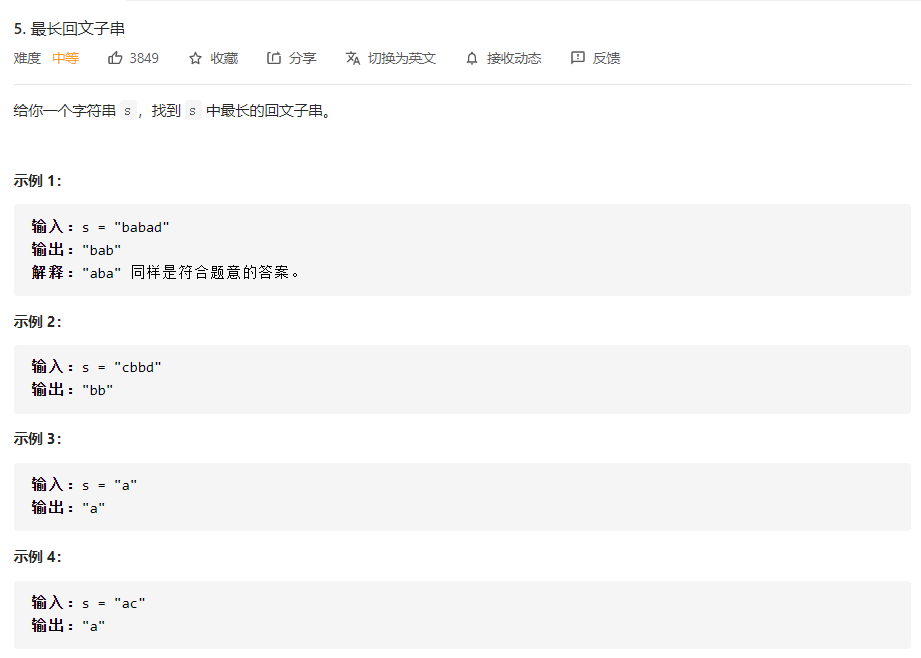 5. 最长回文子串
难度 中等 3849 收藏 分享 切换为英文 接收动态 反馈
给你一个字符串 s，找到 s 中最长的回文子串。
示例 1：
输入：s = "babad"
输出："bab"
解释："aba" 同样是符合题意的答案。
示例 2：
输入：s = "cbbd"
输出："bb"
示例 3：
输入：s = "a"
输出："a"
示例 4：
输入：s = "ac"
输出："a"